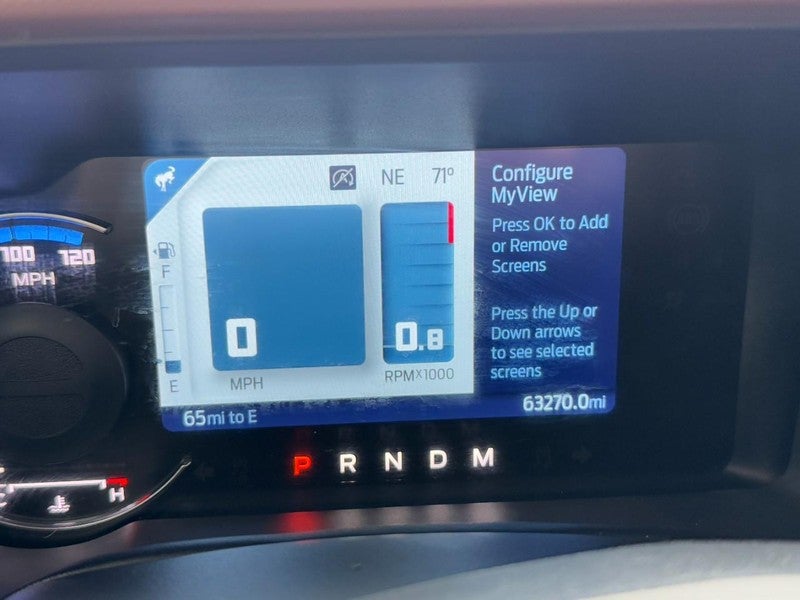 NE 71°
100 120
MPH
F
E
0
MPH
0.8
RPMx1000
Configure
MyView
Press OK to Add
or Remove
Screens
Press the Up or
Down arrows
to see selected
screens
65mi to E
63270.0mi
P R N D M
H